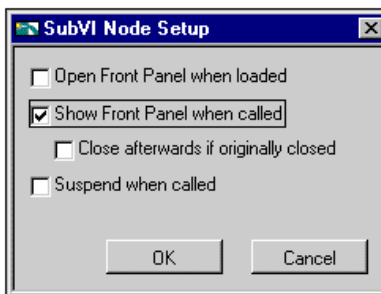 SubVI Node Setup
Open Front Panel when loaded
Show Front Panel when called
Close afterwards if originally closed
Suspend when called
OK Cancel